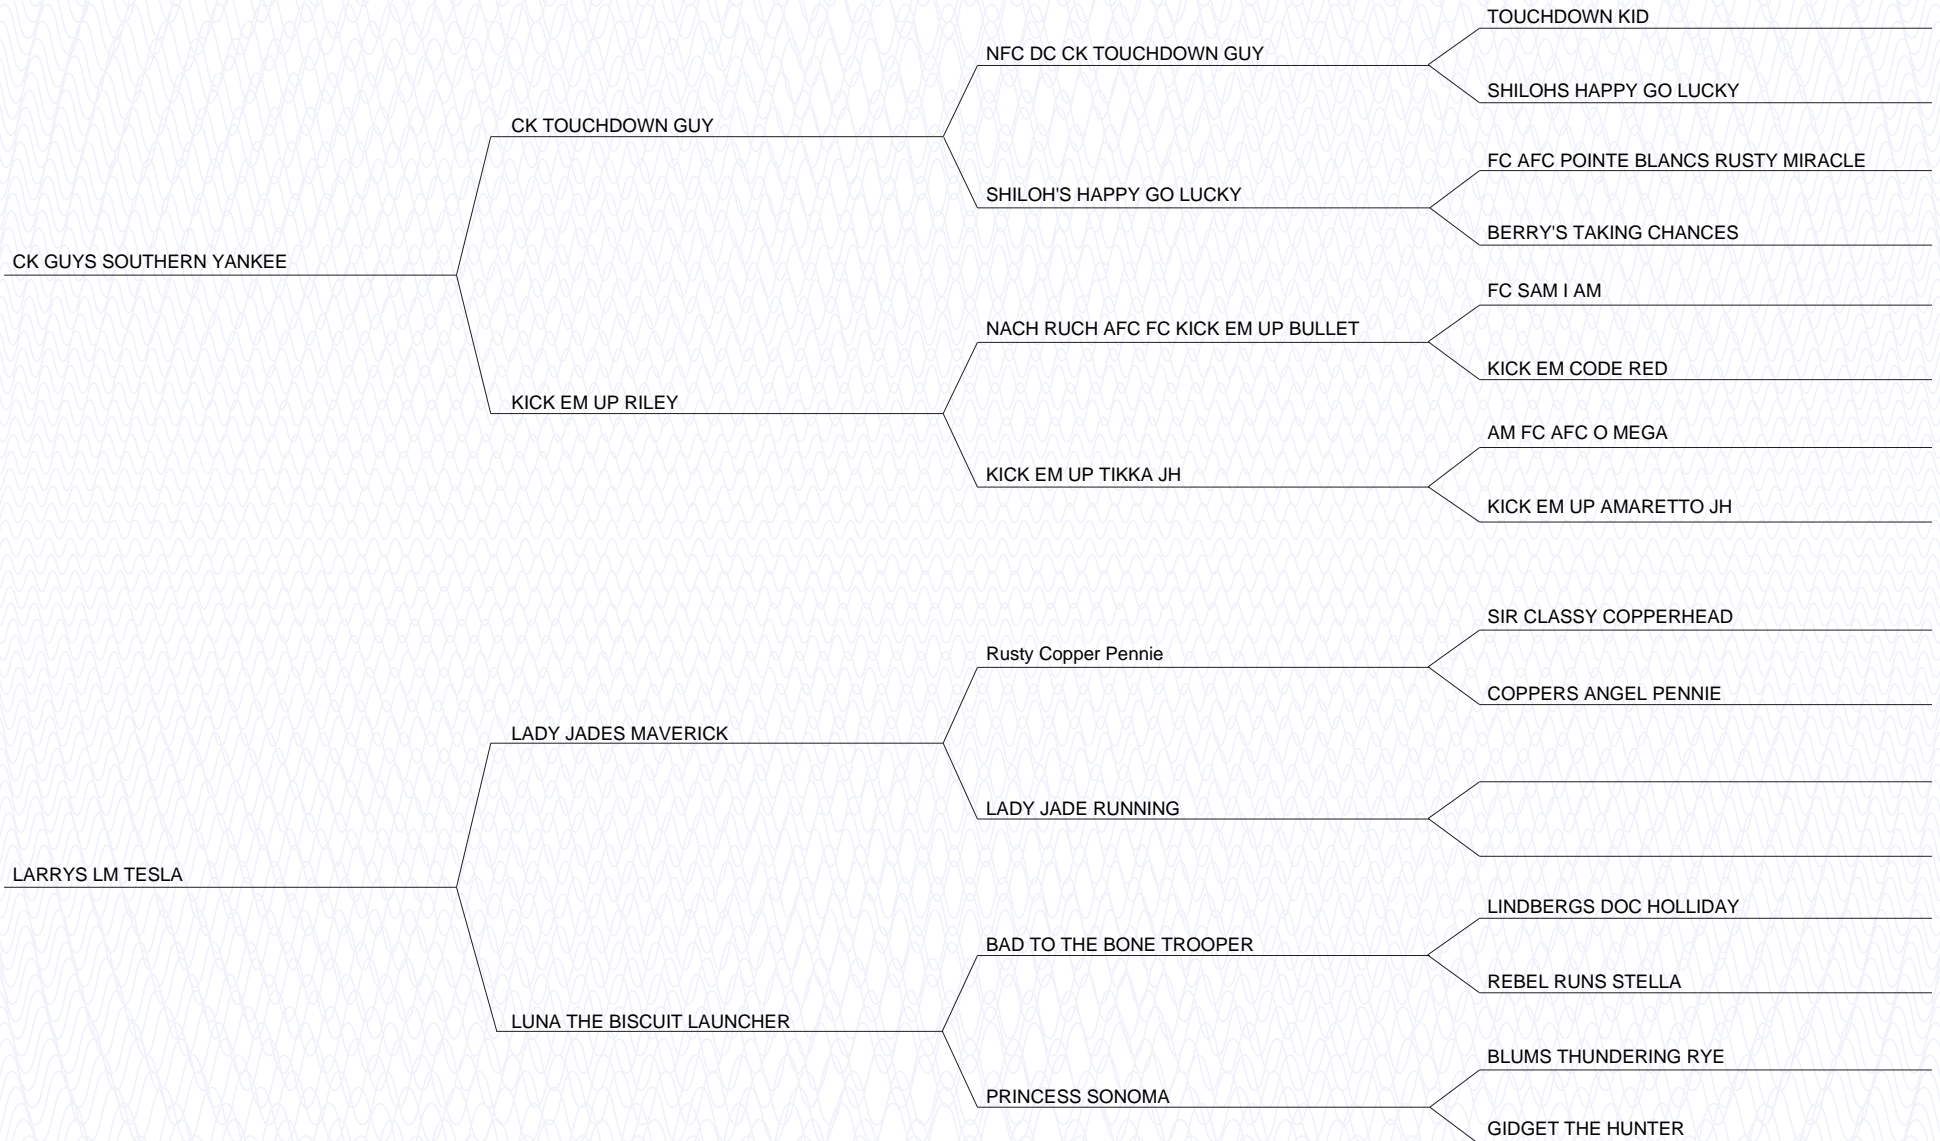 TOUCHDOWN KID
NFC DC CK TOUCHDOWN GUY
SHILOHS HAPPY GO LUCKY
CK TOUCHDOWN GUY
FC AFC POINTE BLANCS RUSTY MIRACLE
SHILOH'S HAPPY GO LUCKY
BERRY'S TAKING CHANCES
CK GUYS SOUTHERN YANKEE
FC SAM I AM
NACH RUCH AFC FC KICK EM UP BULLET
KICK EM CODE RED
KICK EM UP RILEY
AM FC AFC O MEGA
KICK EM UP TIKKA JH
KICK EM UP AMARETTO JH
SIR CLASSY COPPERHEAD
Rusty Copper Pennie
COPPERS ANGEL PENNIE
LADY JADES MAVERICK
LADY JADE RUNNING
LARRYS LM TESLA
LINDBERGS DOC HOLLIDAY
BAD TO THE BONE TROOPER
REBEL RUNS STELLA
LUNA THE BISCUIT LAUNCHER
BLUMS THUNDERING RYE
PRINCESS SONOMA
GIDGET THE HUNTER